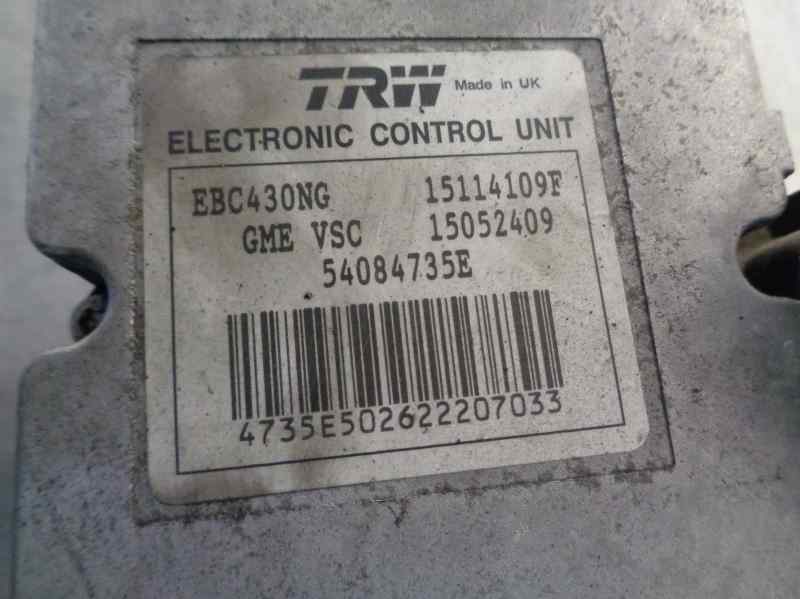 TRW Made in UK
ELECTRONIC CONTROL UNIT
EBC430NG 15114109F
GME VSC 15052409
54084735E
4735E502622207033